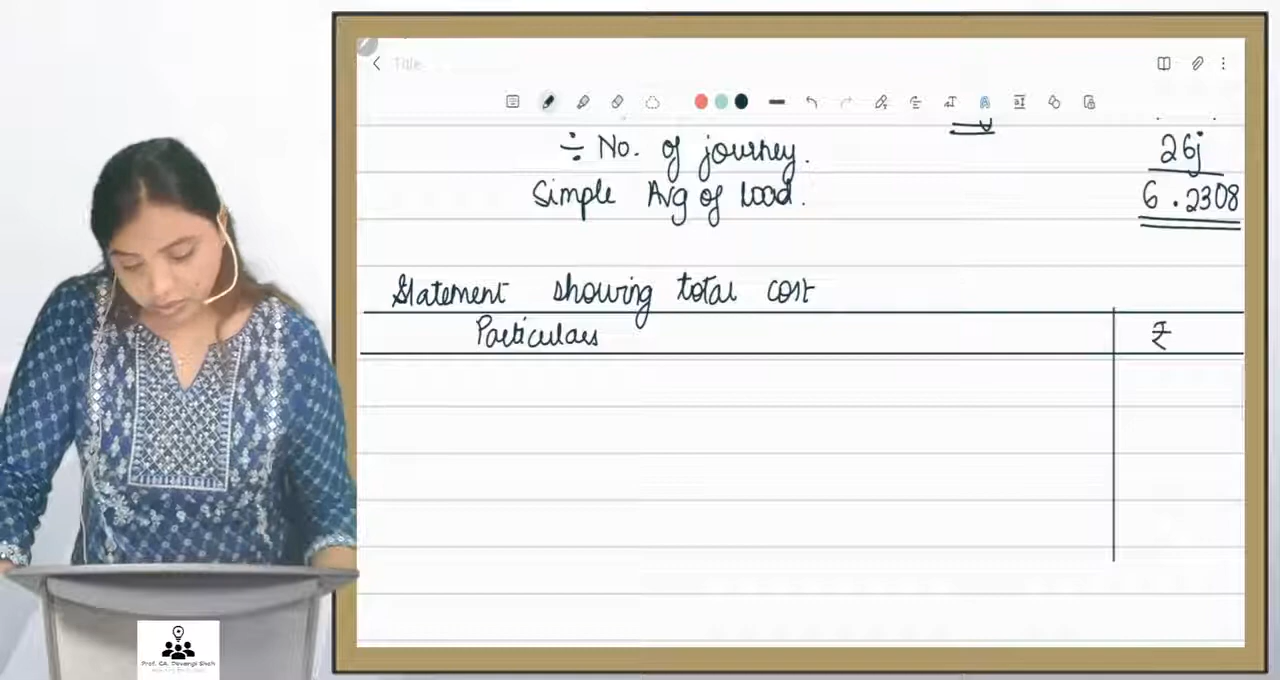 Title
÷ No. of journey.
26j
Simple Avg of Load.
6.2308
Statement showing total cost
Particulars
₹
Prof. CA. Devangi Shah